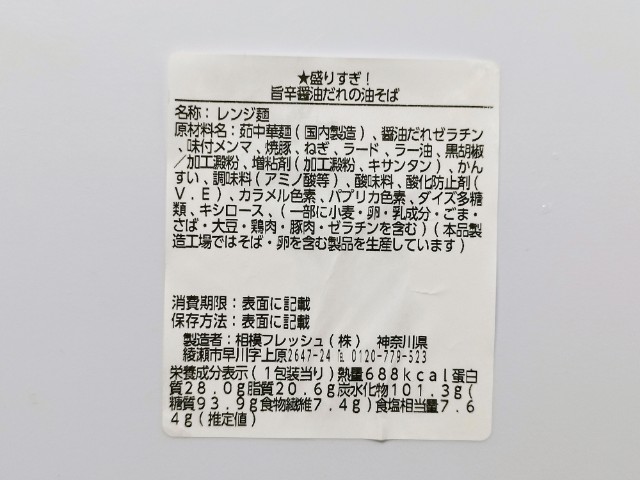 ★盛りすぎ！
旨辛醤油だれの油そば
名称：レンジ麺
原材料名：茹中華麺(国内製造)、醤油だれゼラチン
、味付メンマ、焼豚、ねぎ、ラード、ラー油、黒胡椒
／加工澱粉、増粘剤(加工澱粉、キサンタン)、かん
すい、調味料(アミノ酸等)、酸味料、酸化防止剤(
V.E)、カラメル色素、パプリカ色素、ダイズ多糖
類、キシロース、(一部に小麦・卵・乳成分・ごま・
さば・大豆・鶏肉・豚肉・ゼラチンを含む)(本品製
造工場ではそば・卵を含む製品を生産しています)
消費期限：表面に記載
保存方法：表面に記載
製造者：相模フレッシュ(株) 神奈川県
綾瀬市早川字上原2647-24 ℡ 0120-779-523
栄養成分表示(1包装当り)熱量688kcal蛋白
質28.0g脂質20.6g炭水化物101.3g(
糖質93.9g食物繊維7.4g)食塩相当量7.6
4g(推定値)